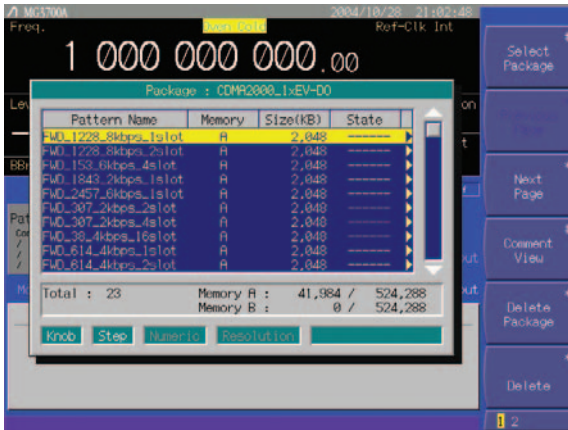 MG3700A 2004/10/28 21:02:48
Freq. Oven Cold Ref-Clk Int
1 000 000 000.00
Package : CDMA2000_1xEV-DO
Lev on
Pattern Name Memory Size(KB) State
FWD_1228_8kbps_1slot A 2,048 ------
FWD_1228_8kbps_2slot A 2,048 ------
FWD_153_6kbps_4slot A 2,048 ------
FWD_1843_2kbps_1slot A 2,048 ------
FWD_2457_6kbps_1slot A 2,048 ------
FWD_307_2kbps_2slot A 2,048 ------
FWD_307_2kbps_4slot A 2,048 ------
FWD_38_4kbps_16slot A 2,048 ------
FWD_614_4kbps_1slot A 2,048 ------
FWD_614_4kbps_2slot A 2,048 ------
Total : 23 Memory A : 41,984 / 524,288
Memory B : 0 / 524,288
Knob Step Numeric Resolution
BBr
Pat
Select
Package
Next
Page
Comment
View
Delete
Package
Delete
1 2